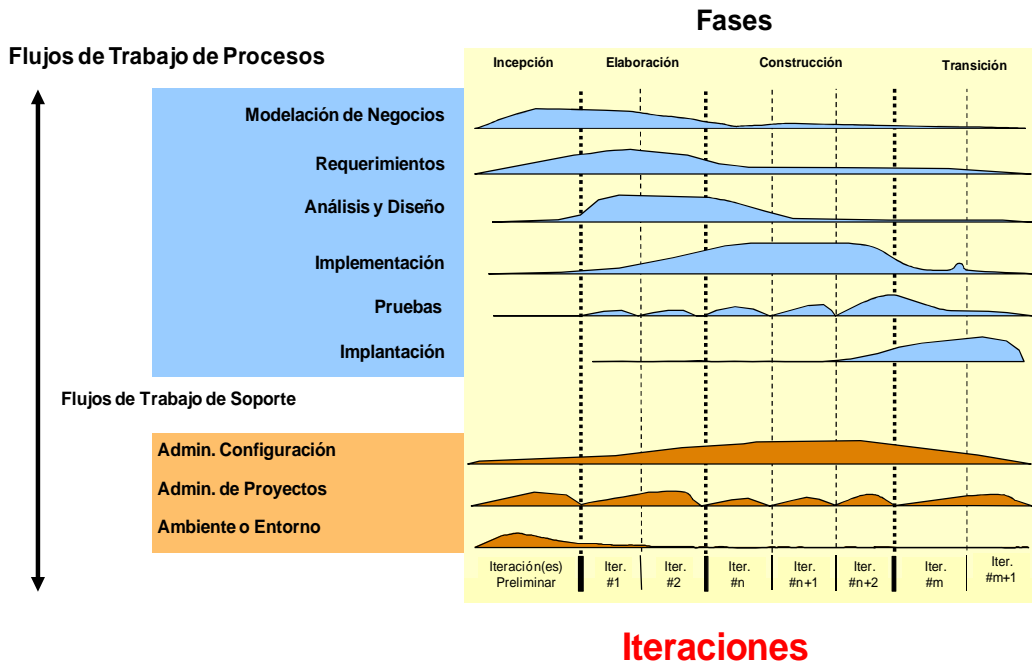 Fases
Flujos de Trabajo de Procesos
Incepción
Elaboración
Construcción
Transición
Modelación de Negocios
Requerimientos
Análisis y Diseño
Implementación
Pruebas
Implantación
Flujos de Trabajo de Soporte
Admin. Configuración
Admin. de Proyectos
Ambiente o Entorno
Iteración(es)
Preliminar
Iter.
#1
Iter.
#2
Iter.
#n
Iter.
#n+1
Iter.
#n+2
Iter.
#m
Iter.
#m+1
Iteraciones